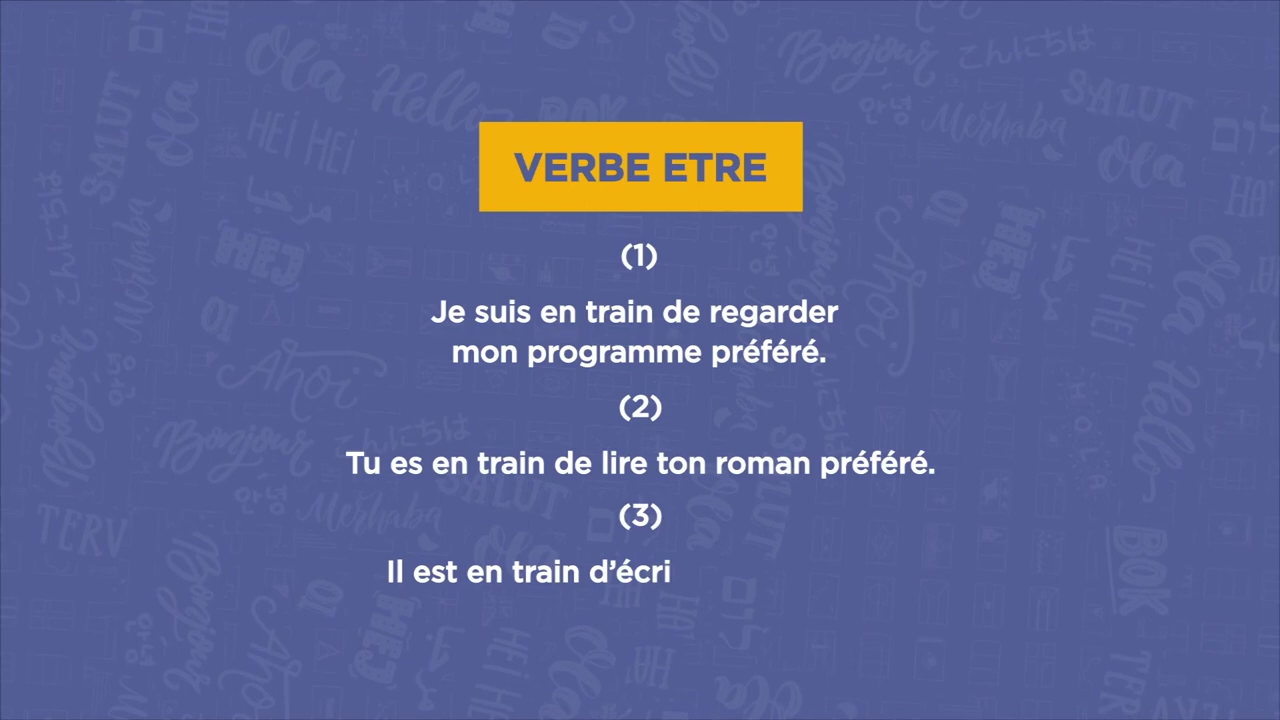 VERBE ETRE
(1)
Je suis en train de regarder
mon programme préféré.
(2)
Tu es en train de lire ton roman préféré.
(3)
Il est en train d’écri